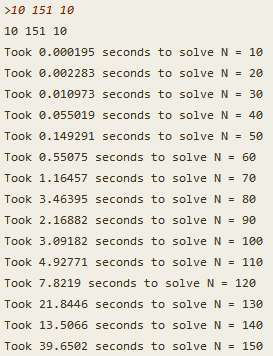 >10 151 10
10 151 10
Took 0.000195 seconds to solve N = 10
Took 0.002283 seconds to solve N = 20
Took 0.010973 seconds to solve N = 30
Took 0.055019 seconds to solve N = 40
Took 0.149291 seconds to solve N = 50
Took 0.55075 seconds to solve N = 60
Took 1.16457 seconds to solve N = 70
Took 3.46395 seconds to solve N = 80
Took 2.16882 seconds to solve N = 90
Took 3.09182 seconds to solve N = 100
Took 4.92771 seconds to solve N = 110
Took 7.8219 seconds to solve N = 120
Took 21.8446 seconds to solve N = 130
Took 13.5066 seconds to solve N = 140
Took 39.6502 seconds to solve N = 150